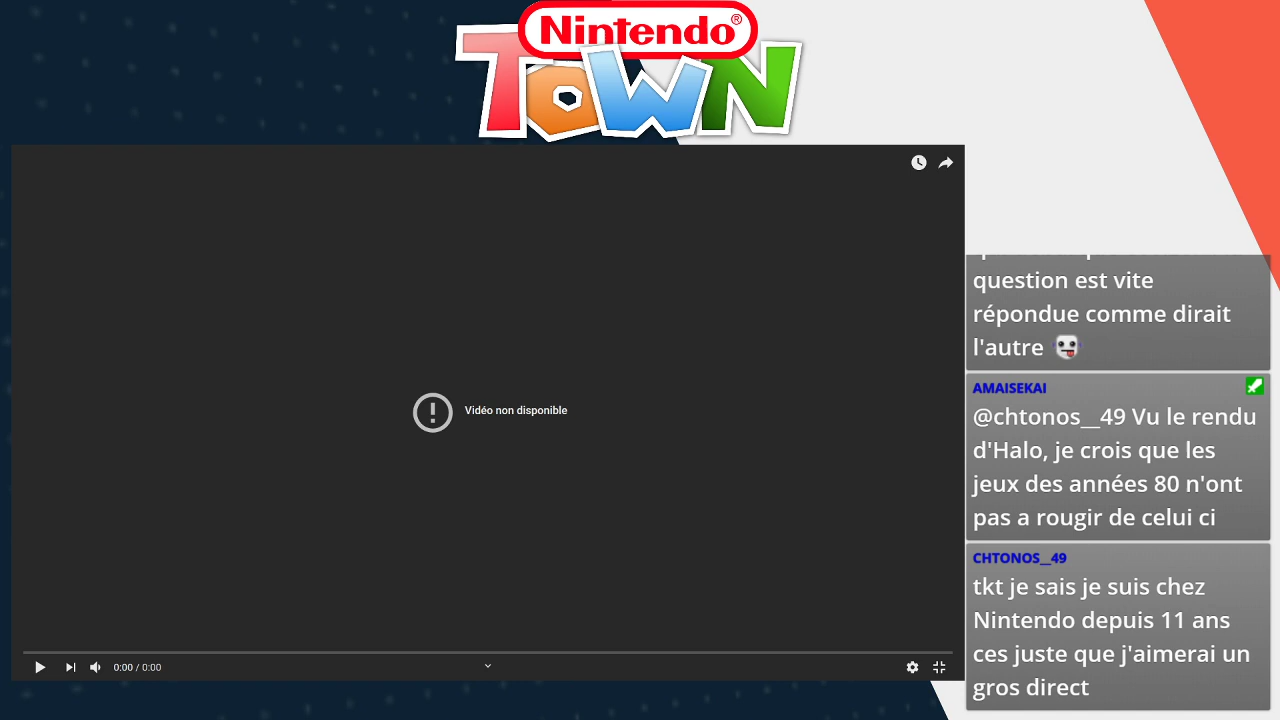 Nintendo®
TOWN
question est vite
répondue comme dirait
l'autre
Vidéo non disponible
AMAISEKAI
@chtonos__49 Vu le rendu
d'Halo, je crois que les
jeux des années 80 n'ont
pas a rougir de celui ci
CHTONOS__49
tkt je sais je suis chez
Nintendo depuis 11 ans
ces juste que j'aimerai un
gros direct
0:00 / 0:00